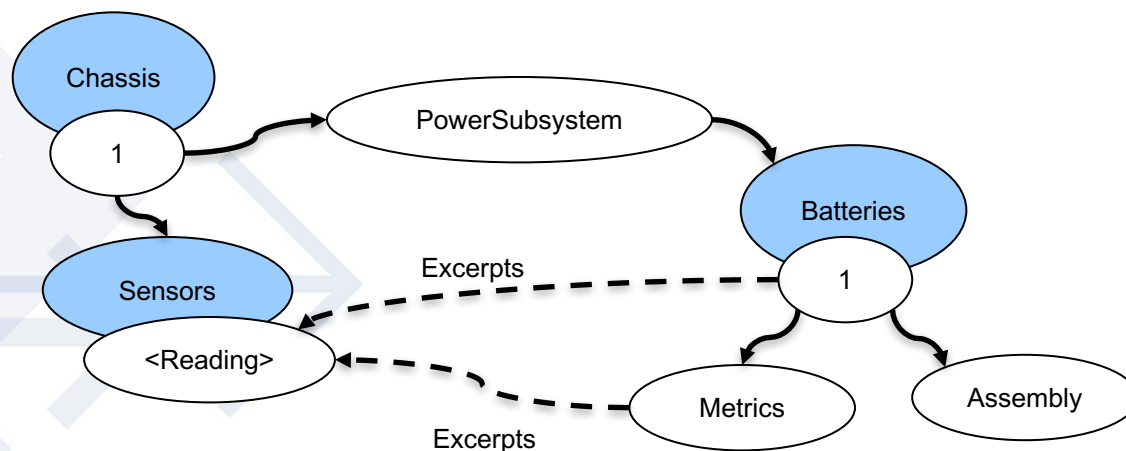 Chassis
1
PowerSubsystem
Batteries
1
Sensors
<Reading>
Excerpts
Excerpts
Metrics
Assembly